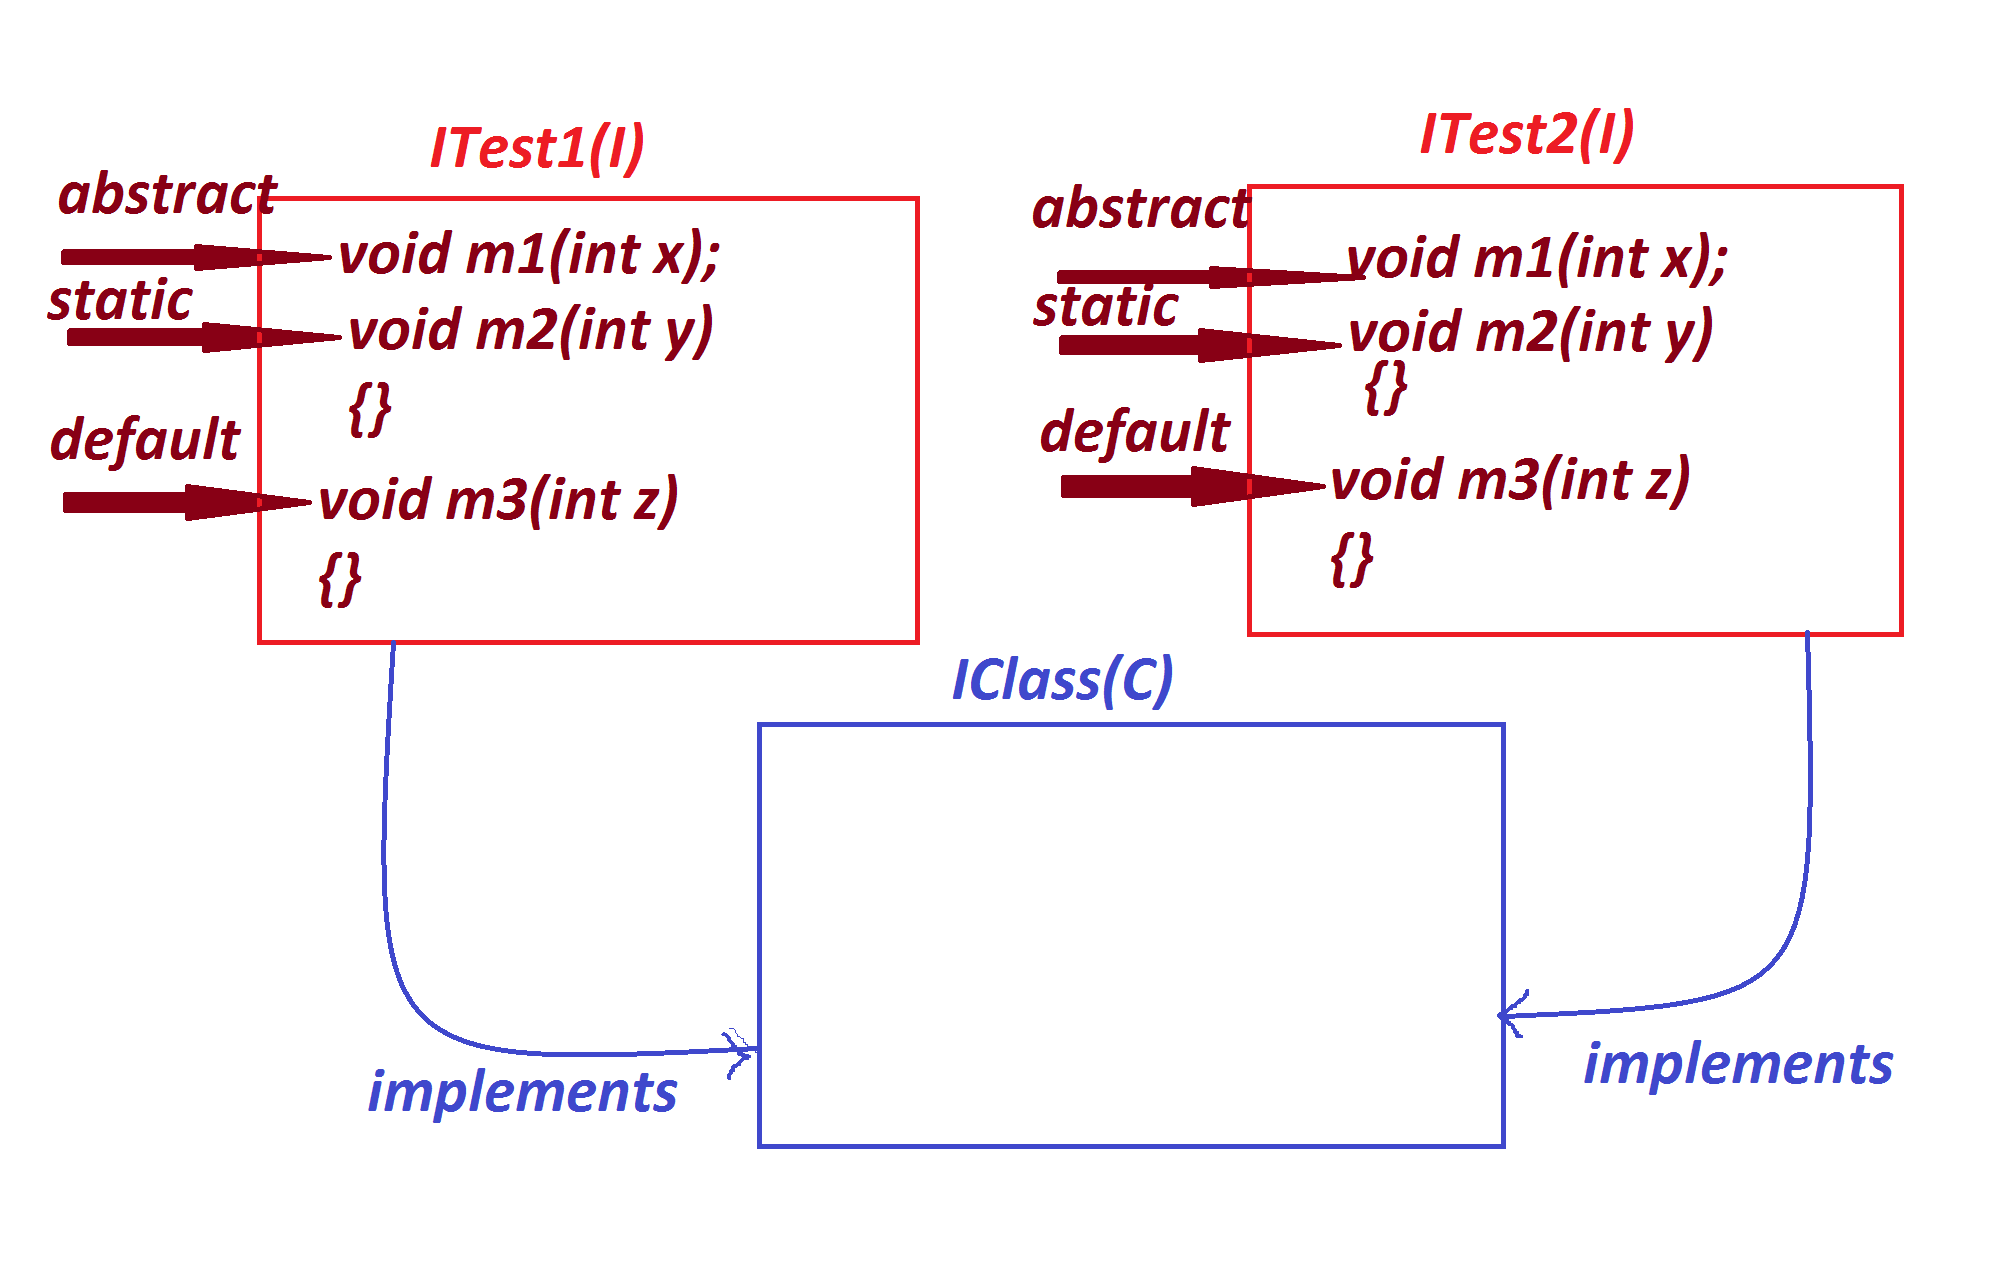 ITest1(I)
abstract
void m1(int x);
static
void m2(int y)
{}
default
void m3(int z)
{}
ITest2(I)
abstract
void m1(int x);
static
void m2(int y)
{}
default
void m3(int z)
{}
IClass(C)
implements
implements